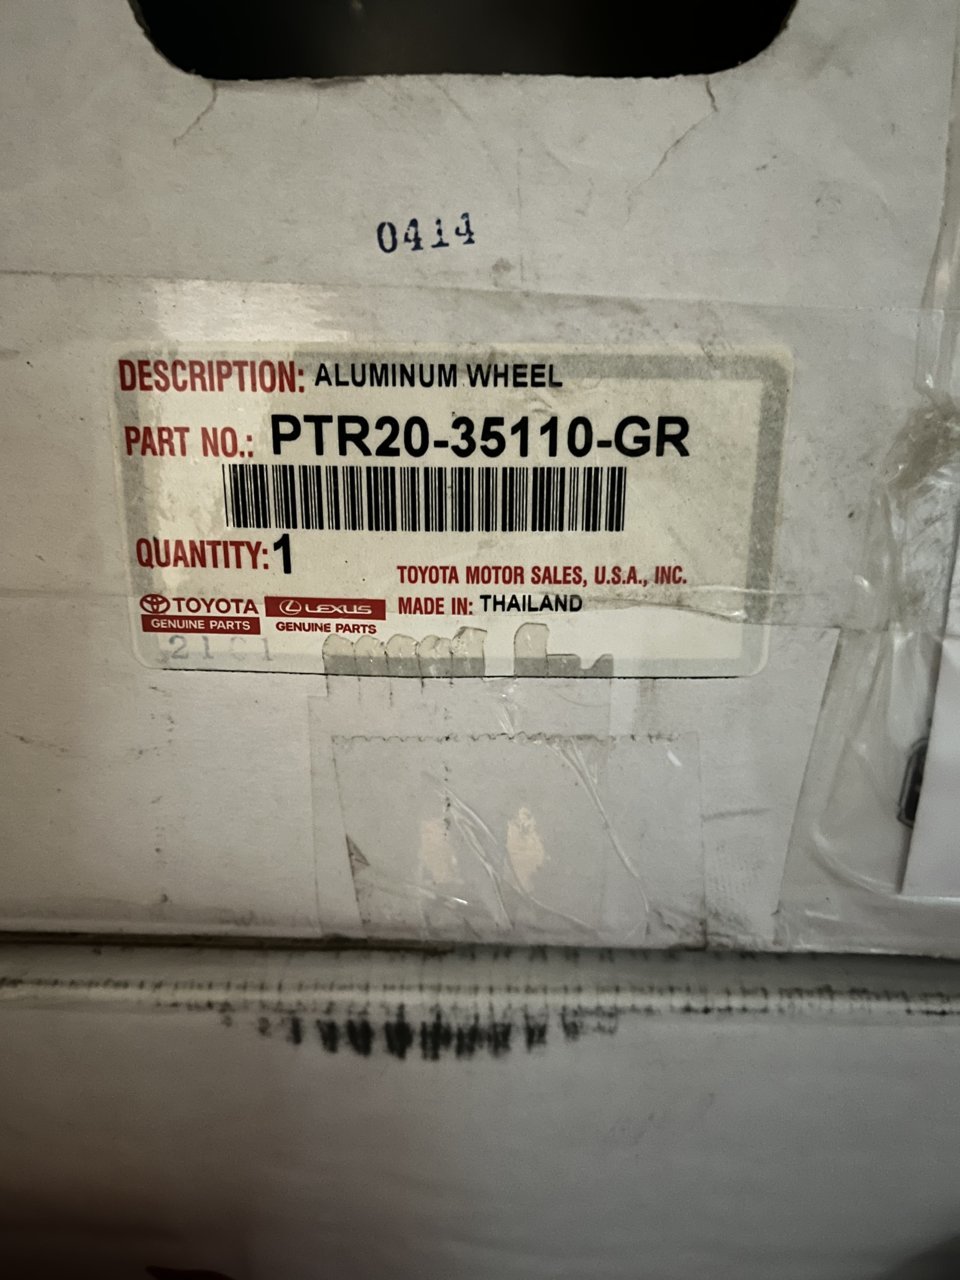 0414
DESCRIPTION: ALUMINUM WHEEL
PART NO.: PTR20-35110-GR
QUANTITY: 1
TOYOTA MOTOR SALES, U.S.A., INC.
TOYOTA LEXUS MADE IN: THAILAND
GENUINE PARTS GENUINE PARTS